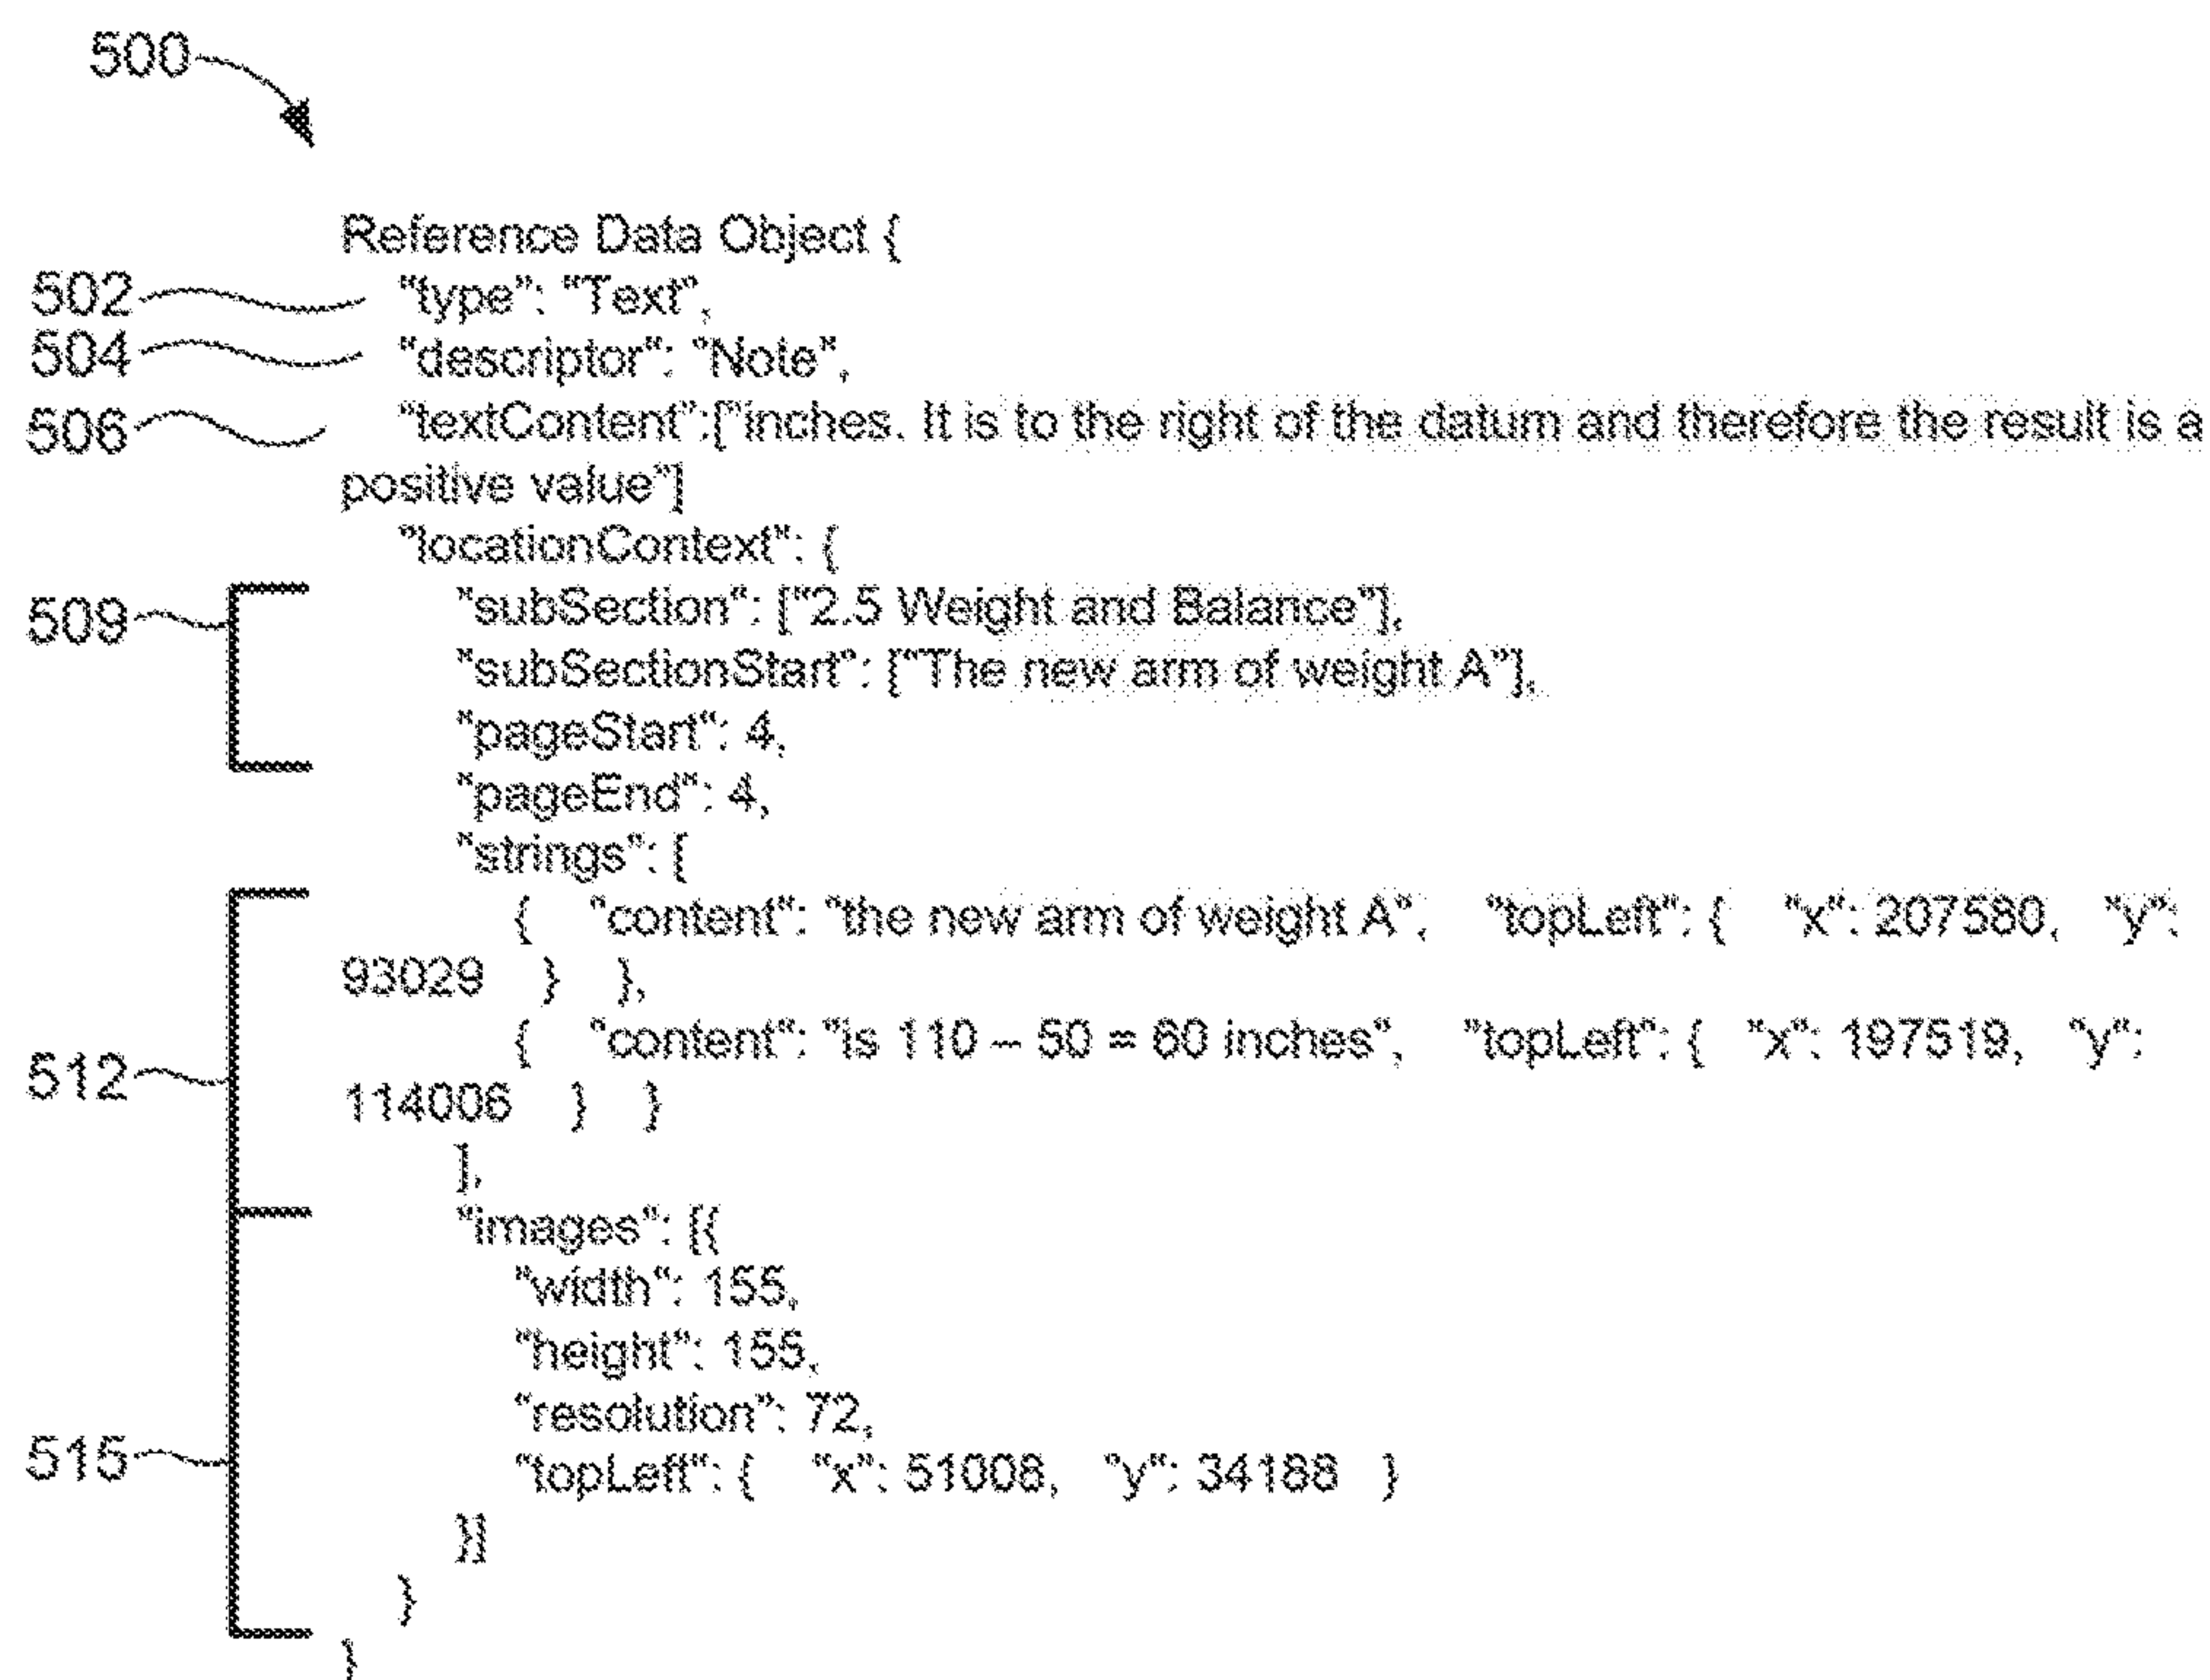 500
Reference Data Object {
502 "type": "Text",
504 "descriptor": "Note",
506 "textContent":["inches. It is to the right of the datum and therefore the result is a
positive value"]
"locationContext": {
509 "subSection": ["2.5 Weight and Balance"],
"subSectionStart": ["The new arm of weight A"],
"pageStart": 4,
"pageEnd": 4,
"strings": [
{ "content": "the new arm of weight A", "topLeft": { "x": 207580, "y":
93029 } },
{ "content": "is 110 – 50 = 60 inches", "topLeft": { "x": 197519, "y":
512 114006 } }
],
"images": [{
"width": 155,
"height": 155,
"resolution": 72,
515 "topLeft": { "x": 51008, "y": 34188 }
}]
}
}